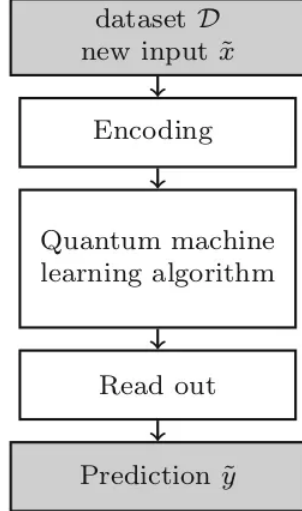 dataset 𝒟
new input x̃
Encoding
Quantum machine
learning algorithm
Read out
Prediction ỹ